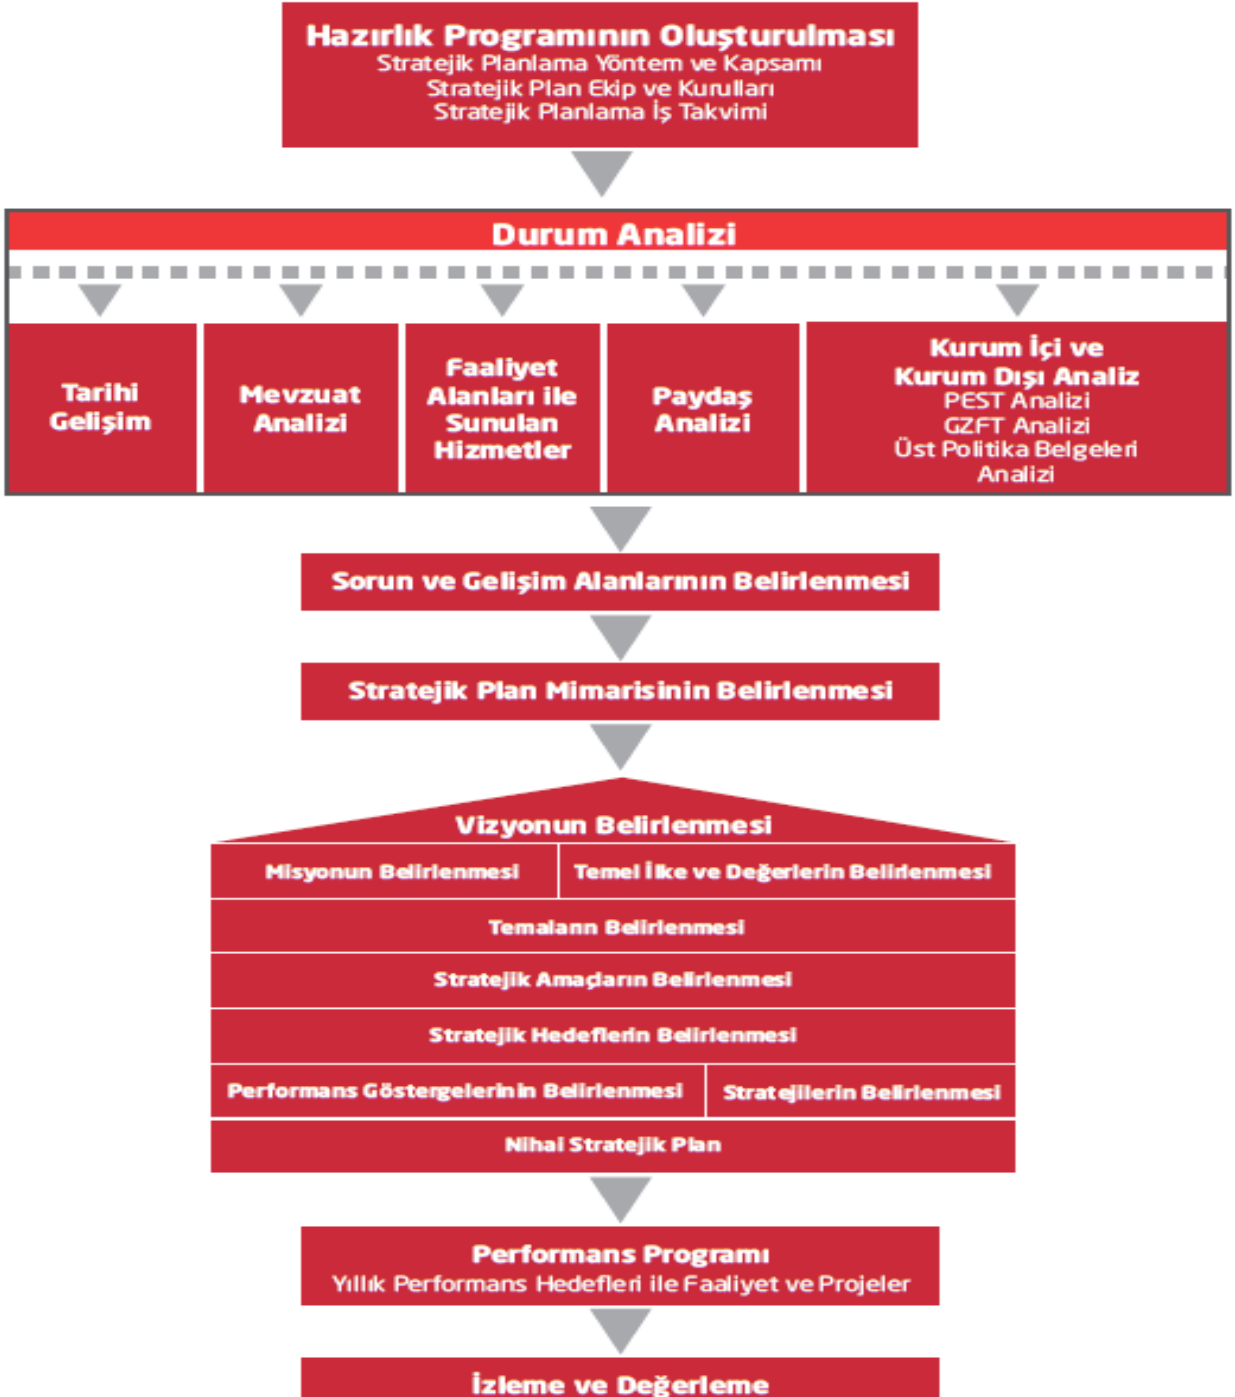 Hazırlık Programının Oluşturulması
Stratejik Planlama Yöntem ve Kapsamı
Stratejik Plan Ekip ve Kurulları
Stratejik Planlama İş Takvimi
Durum Analizi
Tarihi
Gelişim
Mevzuat
Analizi
Faaliyet
Alanları ile
Sunulan
Hizmetler
Paydaş
Analizi
Kurum İçi ve
Kurum Dışı Analiz
PEST Analizi
GZFT Analizi
Üst Politika Belgeleri
Analizi
Sorun ve Gelişim Alanlarının Belirlenmesi
Stratejik Plan Mimarisinin Belirlenmesi
Vizyonun Belirlenmesi
Misyonun Belirlenmesi
Temel İlke ve Değerlerin Belirlenmesi
Temaların Belirlenmesi
Stratejik Amaçların Belirlenmesi
Stratejik Hedeflerin Belirlenmesi
Performans Göstergelerinin Belirlenmesi
Stratejilerin Belirlenmesi
Nihai Stratejik Plan
Performans Programı
Yıllık Performans Hedefleri ile Faaliyet ve Projeler
İzleme ve Değerleme